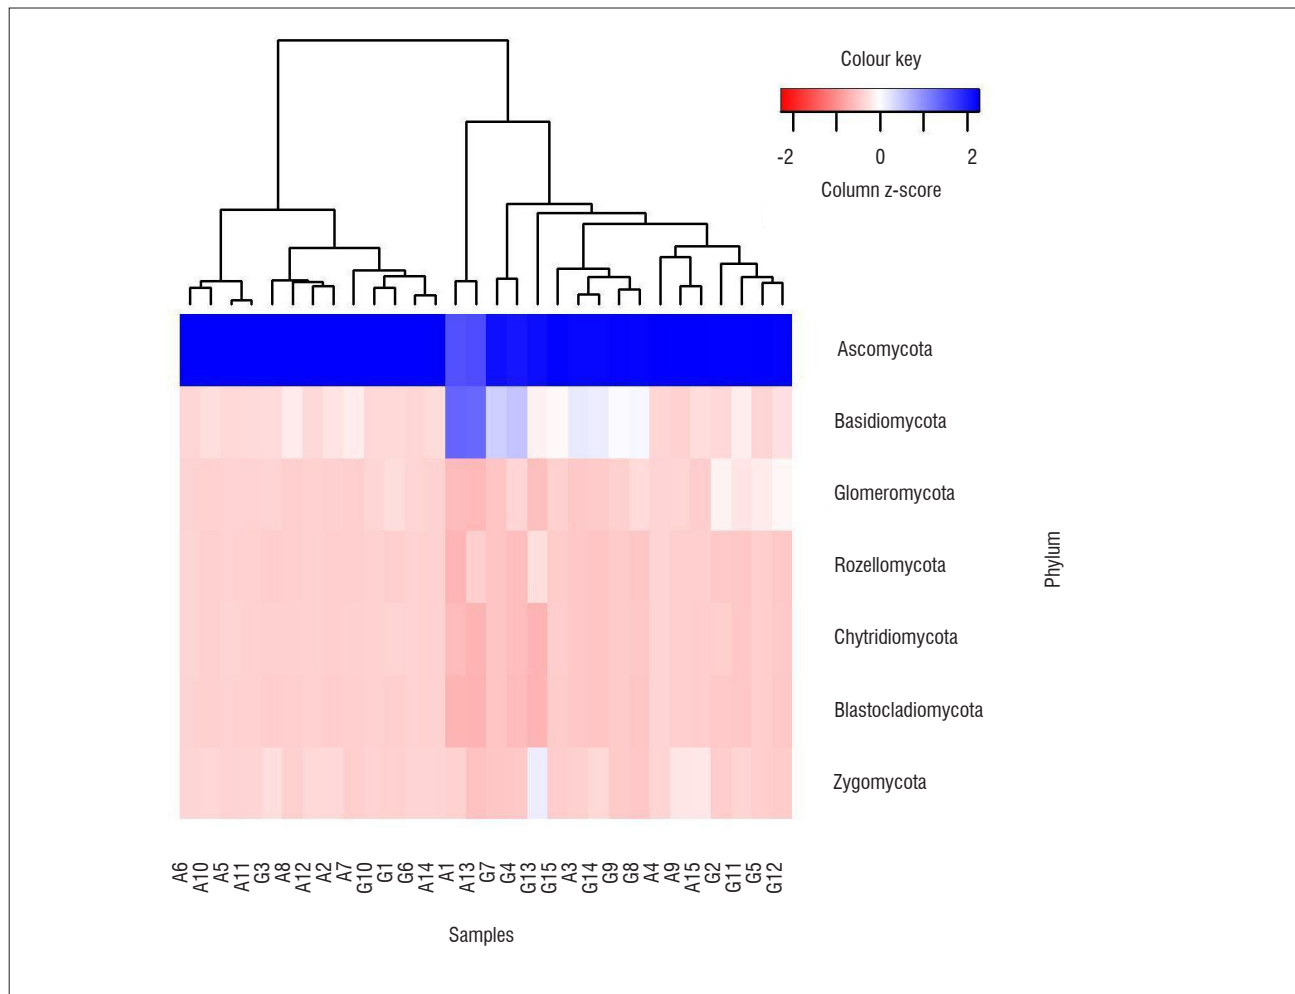 Colour key
-2 0 2
Column z-score
Ascomycota
Basidiomycota
Glomeromycota
Rozellomycota
Chytridiomycota
Blastocladiomycota
Zygomycota
Phylum
A6 A10 A5 A11 G3 A8 A12 A2 A7 G10 G1 G6 A14 A1 A13 G7 G4 G13 G15 A3 G14 G9 G8 A4 A9 A15 G2 G11 G5 G12
Samples